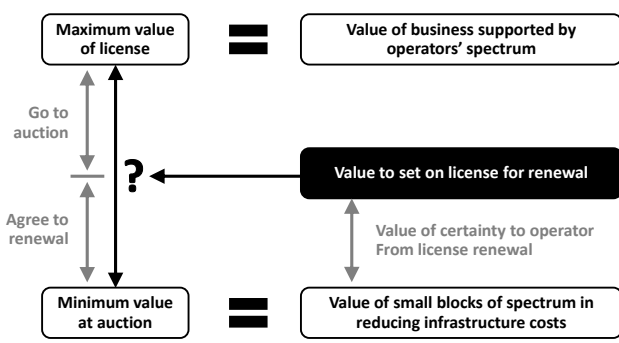 Maximum value
of license
Value of business supported by
operators’ spectrum
Go to
auction
?
Value to set on license for renewal
Agree to
renewal
Value of certainty to operator
From license renewal
Minimum value
at auction
Value of small blocks of spectrum in
reducing infrastructure costs